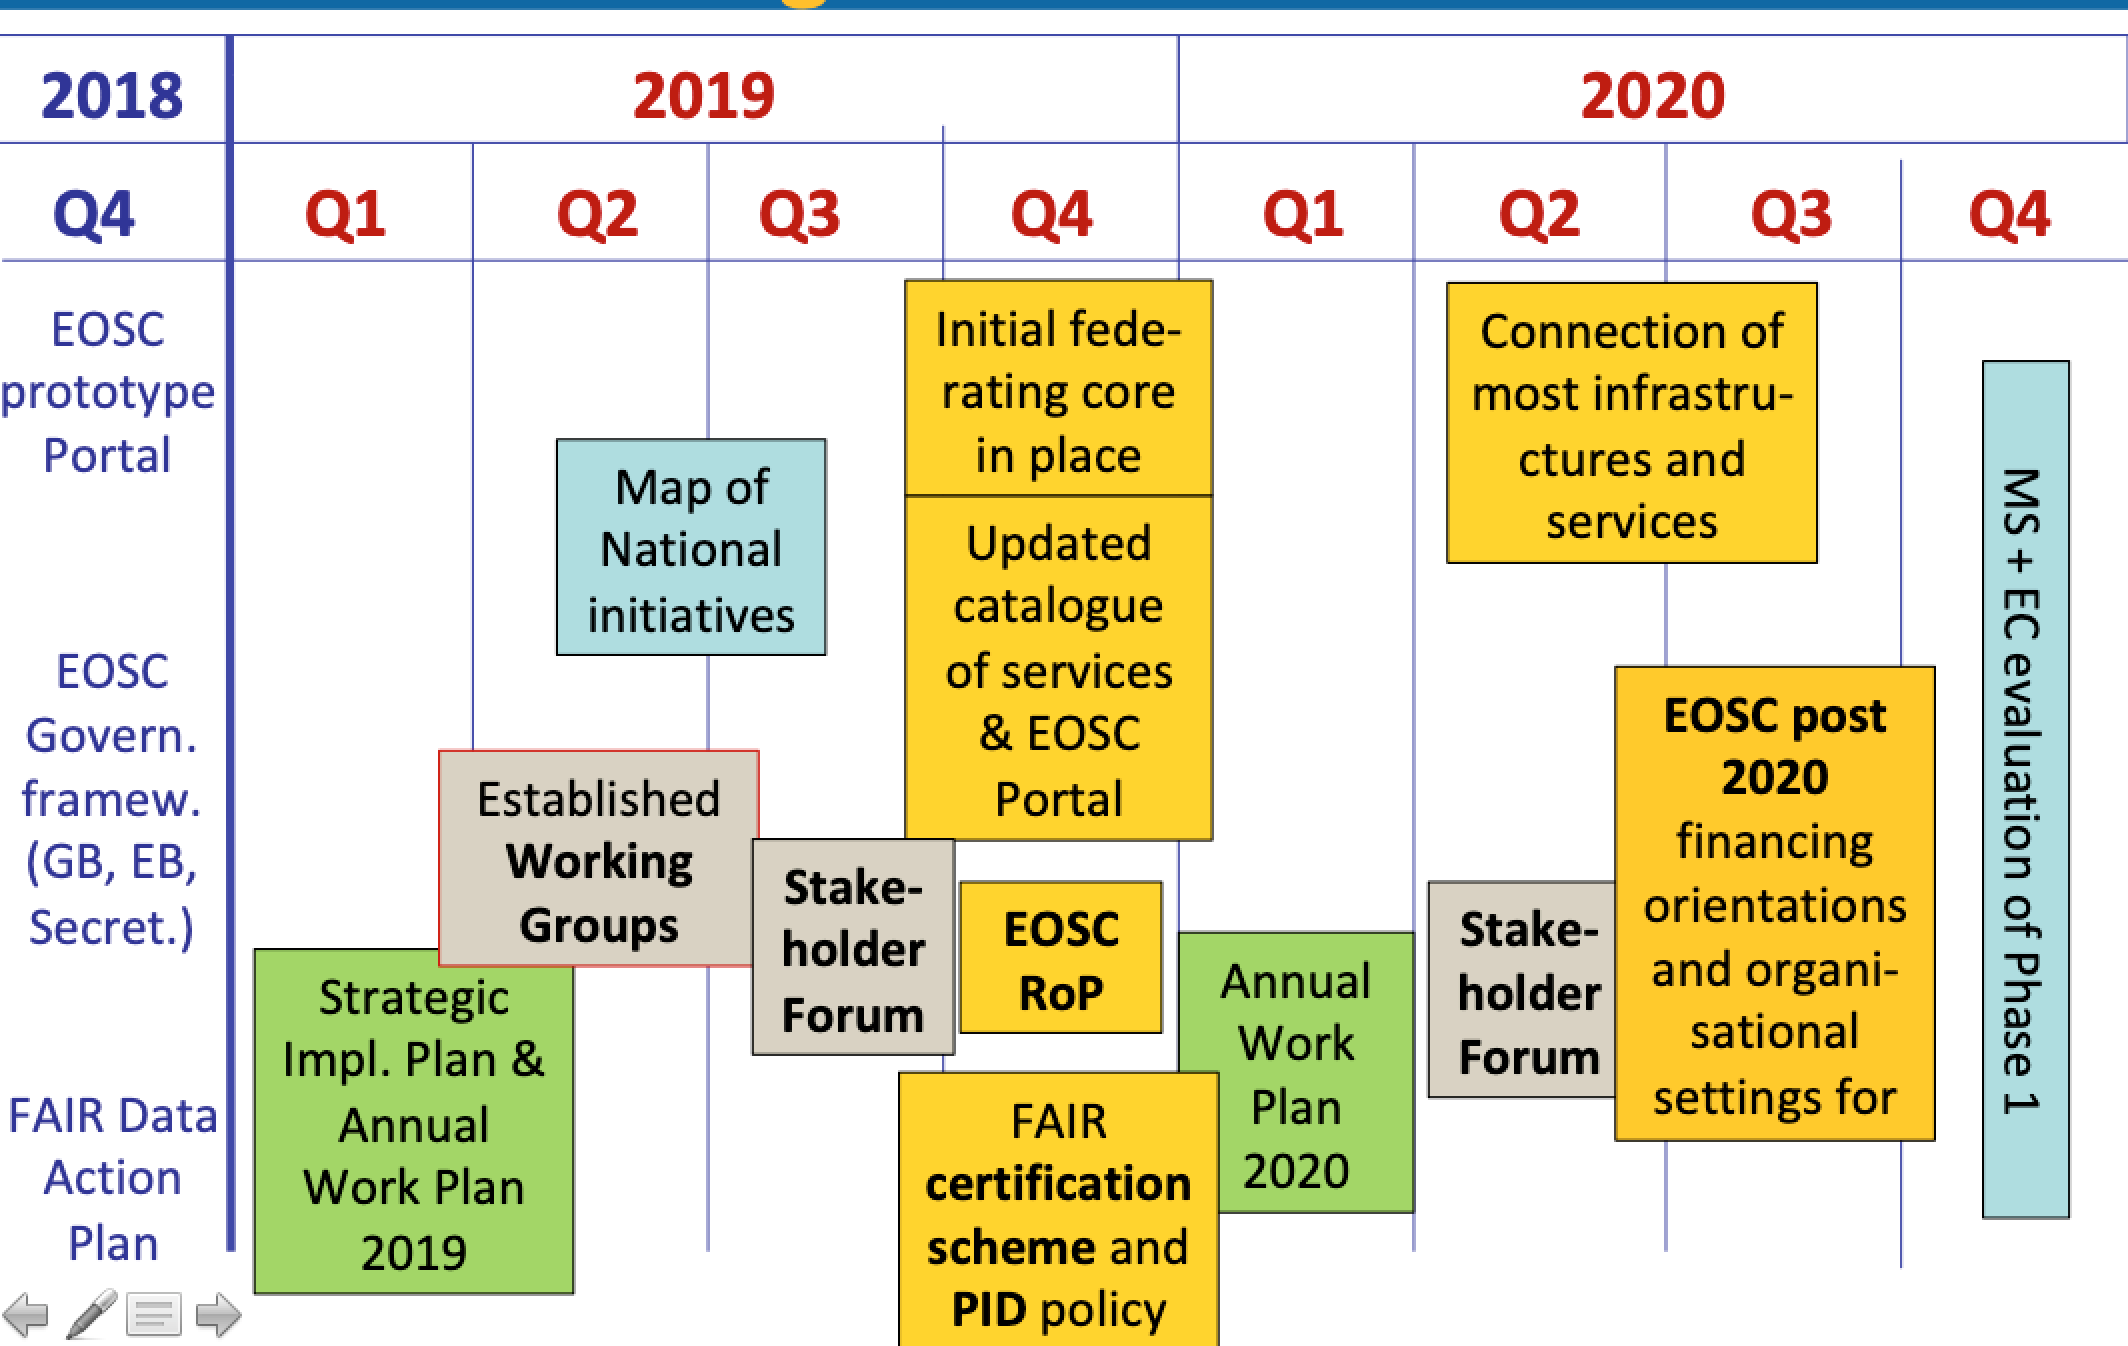 2018
2019
2020
Q4
Q1
Q2
Q3
Q4
Q1
Q2
Q3
Q4
EOSC
prototype
Portal
EOSC
Govern.
framew.
(GB, EB,
Secret.)
FAIR Data
Action
Plan
Strategic
Impl. Plan &
Annual
Work Plan
2019
Established
Working
Groups
Map of
National
initiatives
Stake-
holder
Forum
Initial fede-
rating core
in place
Updated
catalogue
of services
& EOSC
Portal
EOSC
RoP
FAIR
certification
scheme and
PID policy
Annual
Work
Plan
2020
Stake-
holder
Forum
Connection of
most infrastru-
ctures and
services
EOSC post
2020
financing
orientations
and organi-
sational
settings for
MS + EC evaluation of Phase 1